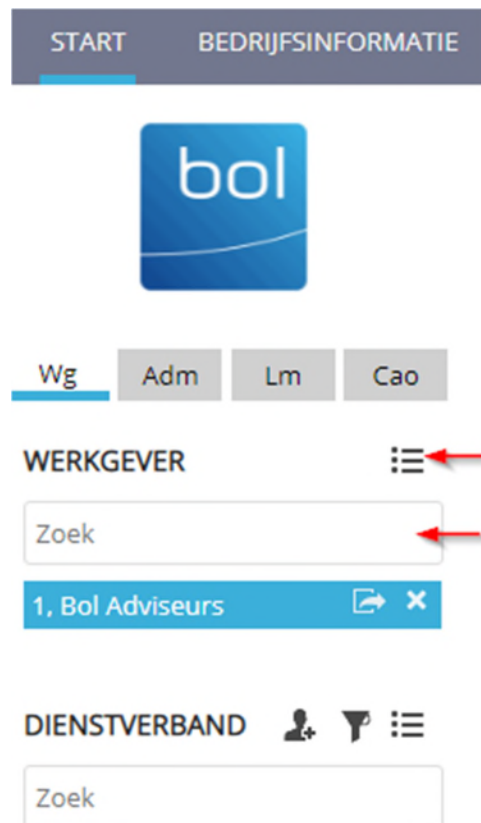 START BEDRIJFSINFORMATIE
bol
Wg Adm Lm Cao
WERKGEVER
Zoek
1, Bol Adviseurs
DIENSTVERBAND
Zoek